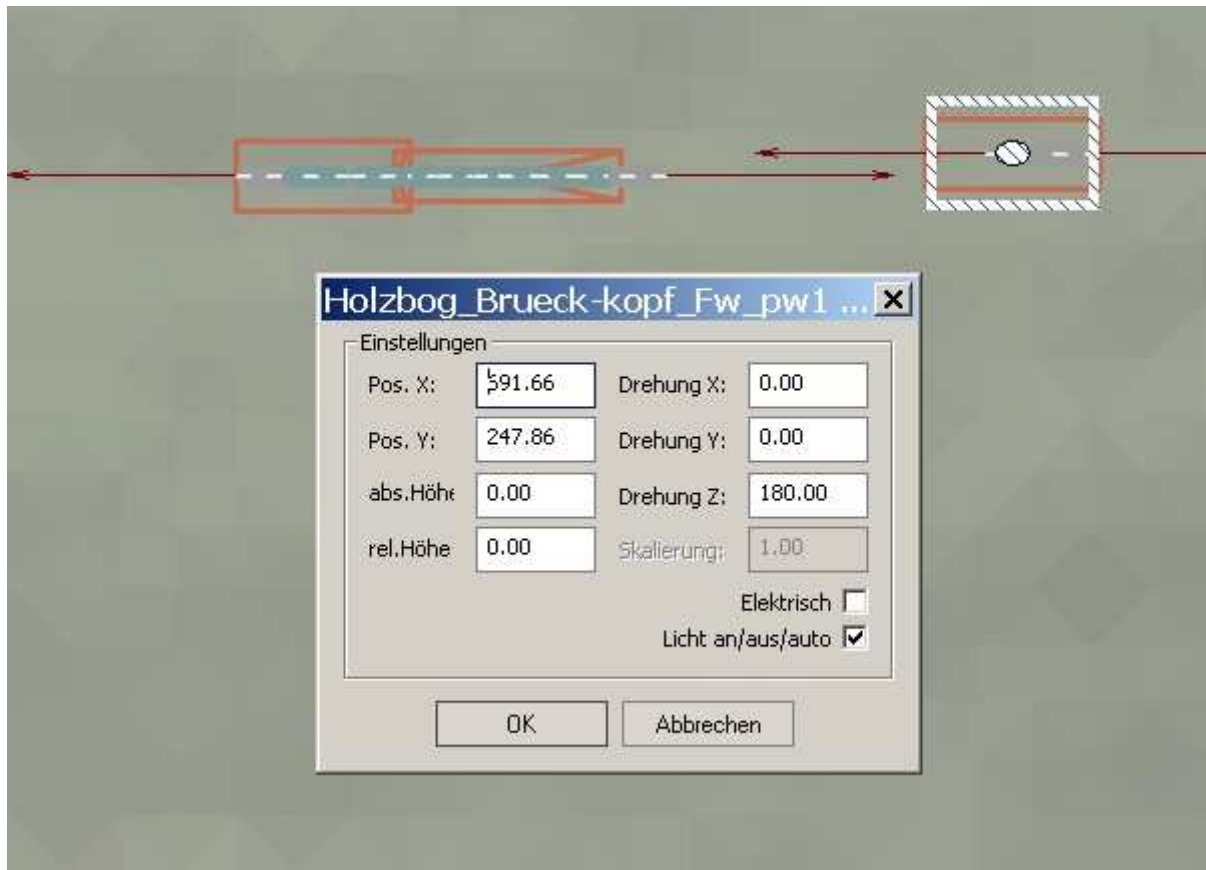 Holzbog_Brueck-kopf_Fw_pw1 ...
Einstellungen
Pos. X: 591.66 Drehung X: 0.00
Pos. Y: 247.86 Drehung Y: 0.00
abs.Höhe 0.00 Drehung Z: 180.00
rel.Höhe 0.00 Skalierung: 1.00
Elektrisch
Licht an/aus/auto
OK Abbrechen